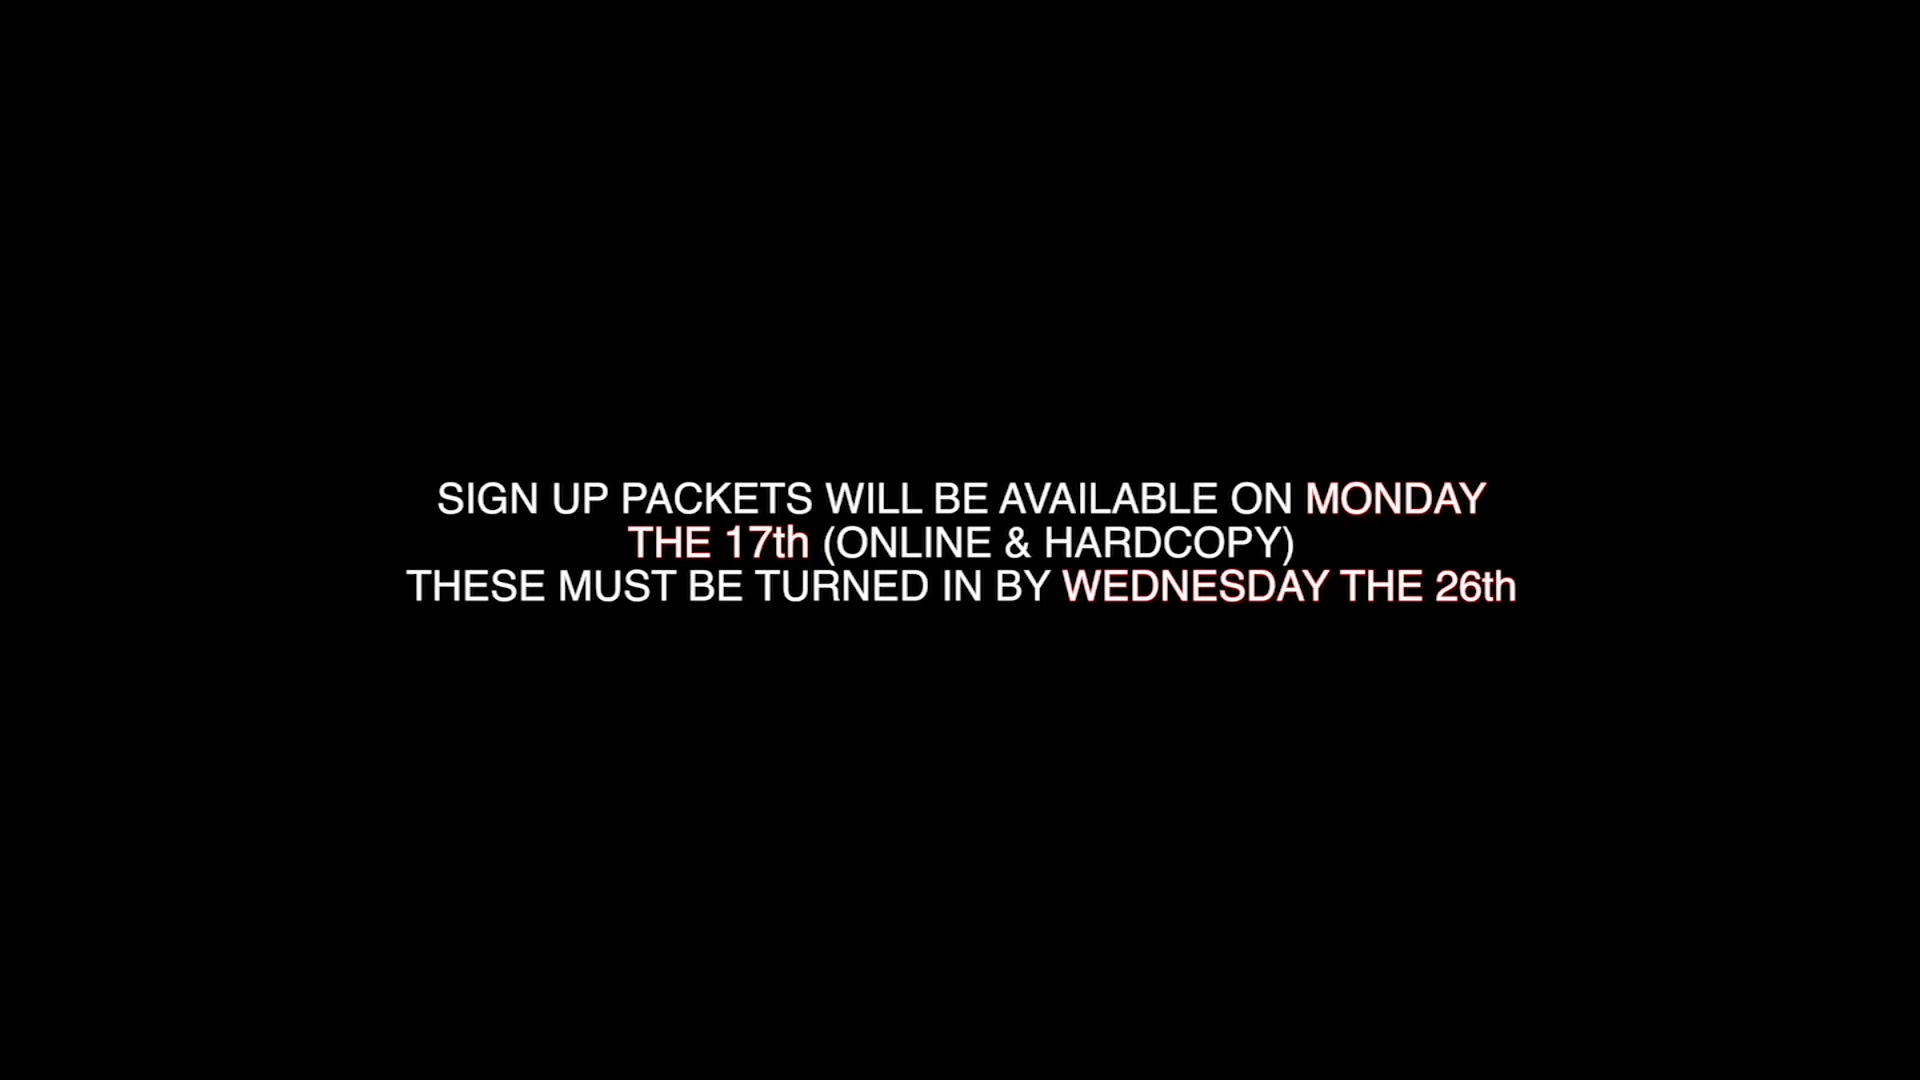 SIGN UP PACKETS WILL BE AVAILABLE ON MONDAY
THE 17th (ONLINE & HARDCOPY)
THESE MUST BE TURNED IN BY WEDNESDAY THE 26th